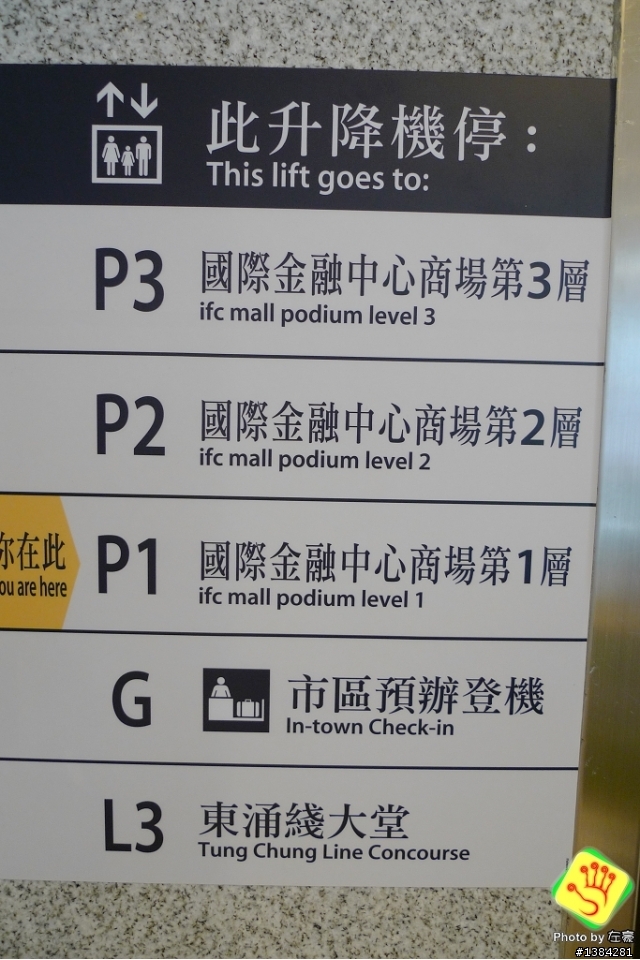 此升降機停：
This lift goes to:
P3 國際金融中心商場第3層
ifc mall podium level 3
P2 國際金融中心商場第2層
ifc mall podium level 2
你在此
ou are here
P1 國際金融中心商場第1層
ifc mall podium level 1
G 市區預辦登機
In-town Check-in
L3 東涌綫大堂
Tung Chung Line Concourse
Photo by 左豪
#1384281